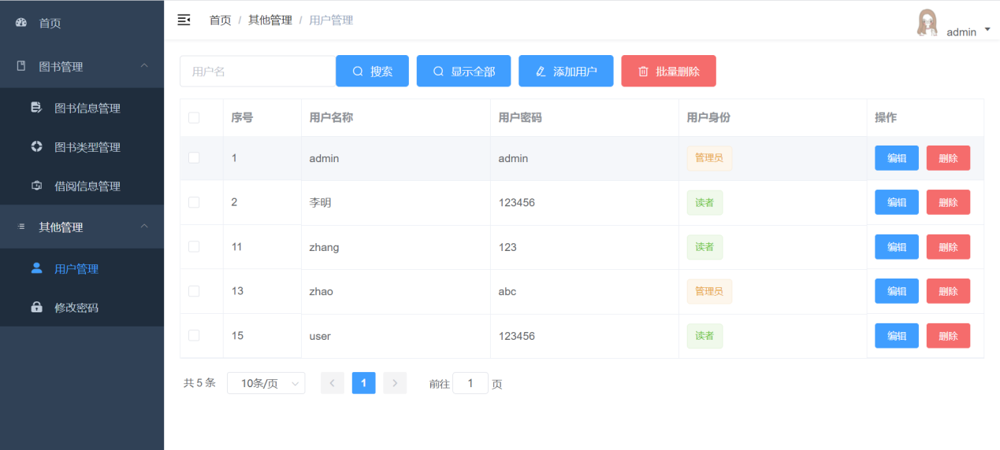 首页
图书管理
图书信息管理
图书类型管理
借阅信息管理
其他管理
用户管理
修改密码
首页 / 其他管理 / 用户管理
admin
用户名 搜索 显示全部 添加用户 批量删除
序号 用户名称 用户密码 用户身份 操作
1 admin admin 管理员 编辑 删除
2 李明 123456 读者 编辑 删除
11 zhang 123 读者 编辑 删除
13 zhao abc 管理员 编辑 删除
15 user 123456 读者 编辑 删除
共 5 条 10条/页 1 前往 1 页